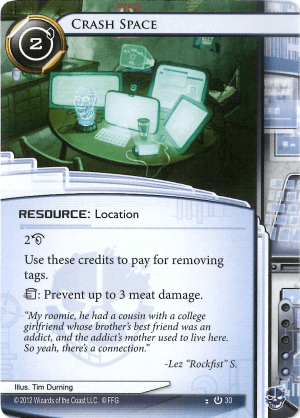 2
CRASH SPACE
RESOURCE: Location
2
Use these credits to pay for removing
tags.
: Prevent up to 3 meat damage.
“My roomie, he had a cousin with a college
girlfriend whose brother’s best friend was an
addict, and the addict’s mother used to live here.
So yeah, there’s a connection.”
-Lez “Rockfist” S.
Illus. Tim Durning
©2012 Wizards of the Coast LLC. © FFG
30